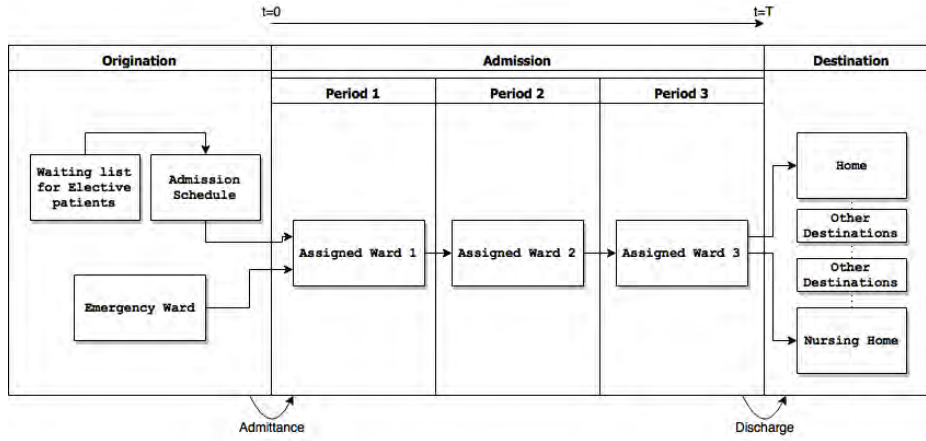 t=0
t=T
Origination
Admission
Destination
Period 1
Period 2
Period 3
Waiting list
for Elective
patients
Admission
Schedule
Emergency Ward
Assigned Ward 1
Assigned Ward 2
Assigned Ward 3
Home
Other
Destinations
Other
Destinations
Nursing Home
Admittance
Discharge